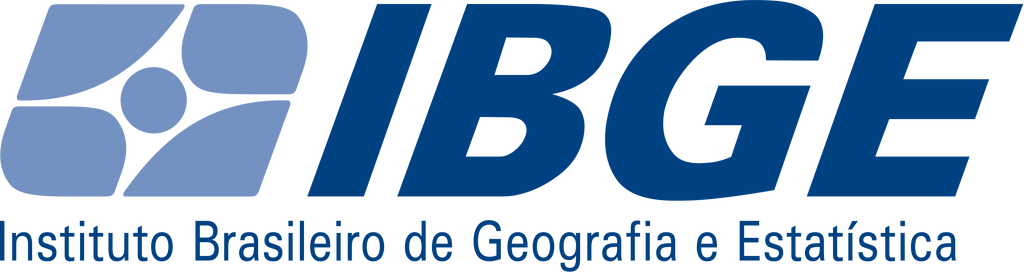 IBGE
Instituto Brasileiro de Geografia e Estatística